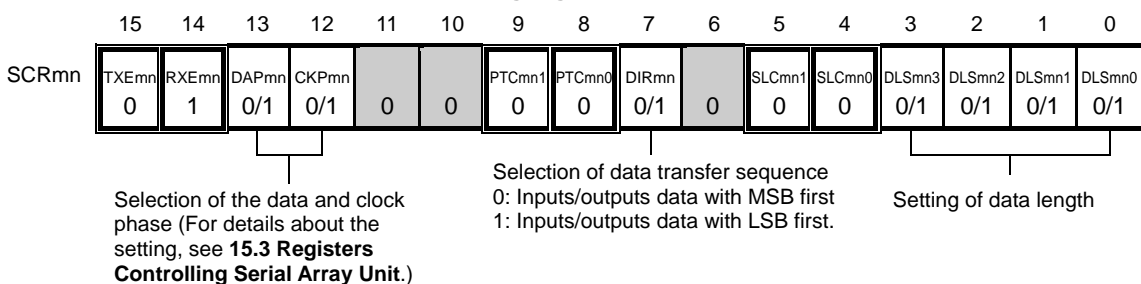 15 14 13 12 11 10 9 8 7 6 5 4 3 2 1 0
SCRmn TXEmn RXEmn DAPmn CKPmn PTCmn1 PTCmn0 DIRmn SLCmn1 SLCmn0 DLSmn3 DLSmn2 DLSmn1 DLSmn0
0 1 0/1 0/1 0 0 0 0 0/1 0 0 0 0/1 0/1 0/1 0/1
Selection of the data and clock
phase (For details about the
setting, see 15.3 Registers
Controlling Serial Array Unit.)
Selection of data transfer sequence
0: Inputs/outputs data with MSB first
1: Inputs/outputs data with LSB first.
Setting of data length